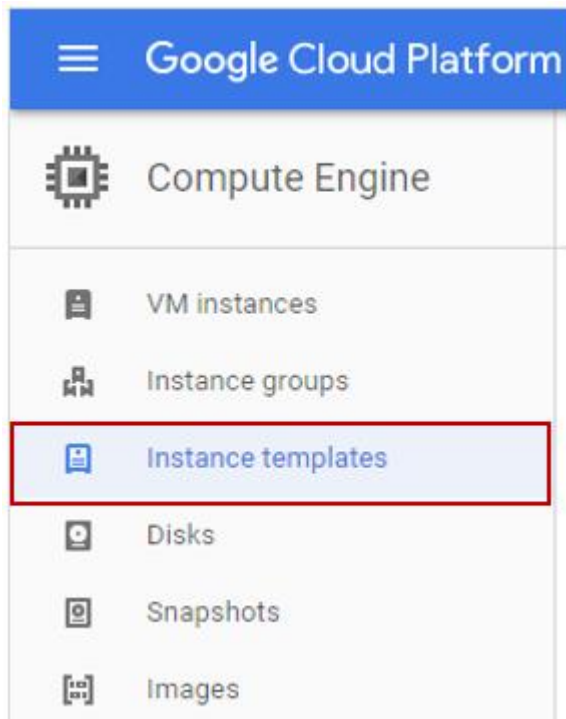 Google Cloud Platform
Compute Engine
VM instances
Instance groups
Instance templates
Disks
Snapshots
Images